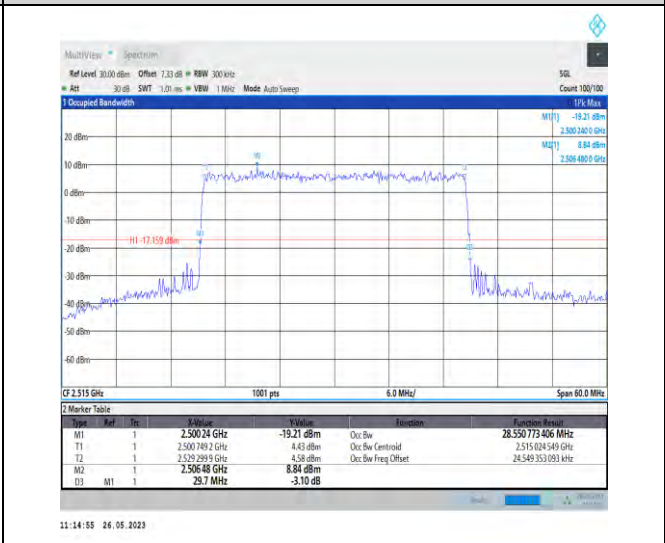 MultiView Spectrum
Ref Level 30.00 dBm Offset 7.33 dB RBW 300 kHz SGL
Att 30 dB SWT 1.01 ms VBW 1 MHz Mode Auto Sweep Count 100/100
1 Occupied Bandwidth 1Pk Max
M1[1] -19.21 dBm
2.500 240 0 GHz
M2[1] 8.84 dBm
2.506 480 0 GHz
20 dBm
10 dBm
0 dBm
-10 dBm
H1 -17.159 dBm
-20 dBm
-30 dBm
-40 dBm
-50 dBm
-60 dBm
M2
M1
CF 2.515 GHz 1001 pts 6.0 MHz/ Span 60.0 MHz
2 Marker Table
Type Ref Trc X-Value Y-Value Function Function Result
M1 1 2.500 24 GHz -19.21 dBm Occ Bw 28.550 773 406 MHz
T1 1 2.500 749 2 GHz 4.43 dBm Occ Bw Centroid 2.515 024 549 GHz
T2 1 2.529 299 9 GHz 4.58 dBm Occ Bw Freq Offset 24.549 353 093 kHz
M2 1 2.506 48 GHz 8.84 dBm
D3 M1 1 29.7 MHz -3.10 dB
11:14:55 26.05.2023